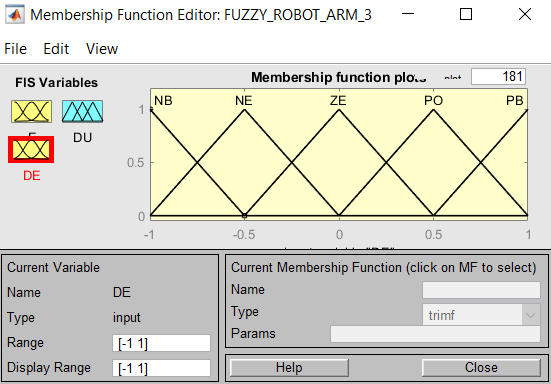 Membership Function Editor: FUZZY_ROBOT_ARM_3
File Edit View
FIS Variables
E DU
DE
Membership function plots plot 181
NB NE ZE PO PB
1
0.5
0
-1 -0.5 0 0.5 1
"DE"
Current Variable
Name DE
Type input
Range [-1 1]
Display Range [-1 1]
Current Membership Function (click on MF to select)
Name
Type trimf
Params
Help Close